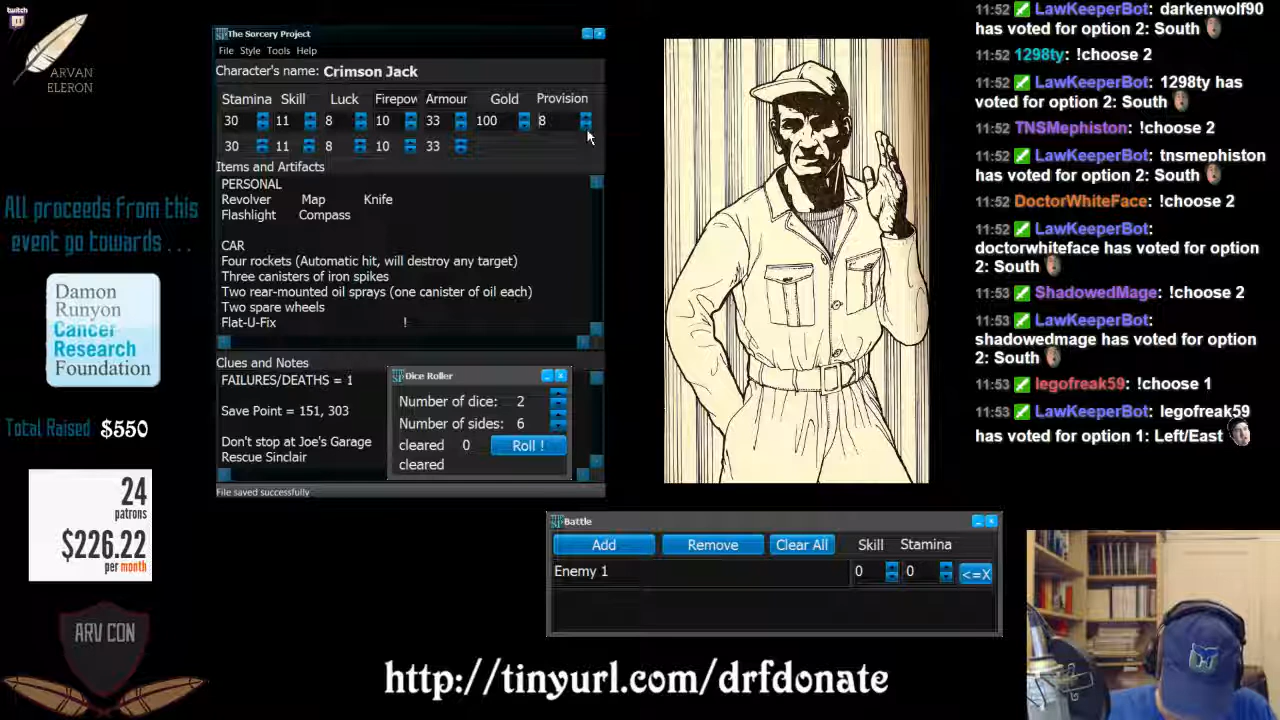 twitch
ARVAN
ELERON
All proceeds from this
event go towards . . .
Damon
Runyon
Cancer
Research
Foundation
Total Raised $550
24
patrons
$226.22
per month
ARV CON
The Sorcery Project
File Style Tools Help
Character's name: Crimson Jack
Stamina Skill Luck Firepow Armour Gold Provision
30 11 8 10 33 100 8
30 11 8 10 33
Items and Artifacts
PERSONAL
Revolver Map Knife
Flashlight Compass
CAR
Four rockets (Automatic hit, will destroy any target)
Three canisters of iron spikes
Two rear-mounted oil sprays (one canister of oil each)
Two spare wheels
Flat-U-Fix !
Clues and Notes
FAILURES/DEATHS = 1
Save Point = 151, 303
Don't stop at Joe's Garage
Rescue Sinclair
File saved successfully
Dice Roller
Number of dice: 2
Number of sides: 6
cleared 0 Roll !
cleared
Battle
Add Remove Clear All Skill Stamina
Enemy 1 0 0 <=X
http://tinyurl.com/drfdonate
11:52 LawKeeperBot: darkenwolf90
has voted for option 2: South
11:52 1298ty: !choose 2
11:52 LawKeeperBot: 1298ty has
voted for option 2: South
11:52 TNSMephiston: !choose 2
11:52 LawKeeperBot: tnsmephiston
has voted for option 2: South
11:52 DoctorWhiteFace: !choose 2
11:52 LawKeeperBot:
doctorwhiteface has voted for option
2: South
11:53 ShadowedMage: !choose 2
11:53 LawKeeperBot:
shadowedmage has voted for option
2: South
11:53 legofreak59: !choose 1
11:53 LawKeeperBot: legofreak59
has voted for option 1: Left/East